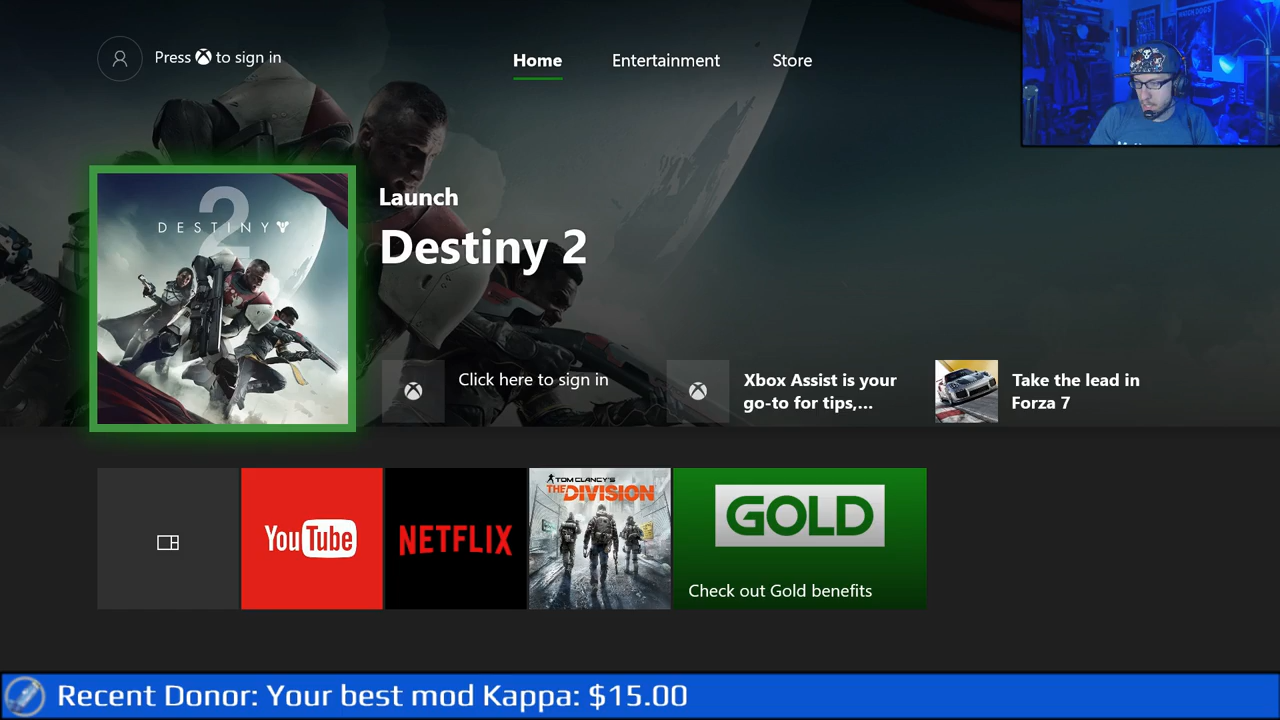 Press to sign in
Home
Entertainment
Store
WATCH DOGS
2
DESTINY
Launch
Destiny 2
Click here to sign in
Xbox Assist is your
go-to for tips,...
Take the lead in
Forza 7
YouTube
NETFLIX
TOM CLANCY'S
THE DIVISION
GOLD
Check out Gold benefits
Recent Donor: Your best mod Kappa: $15.00